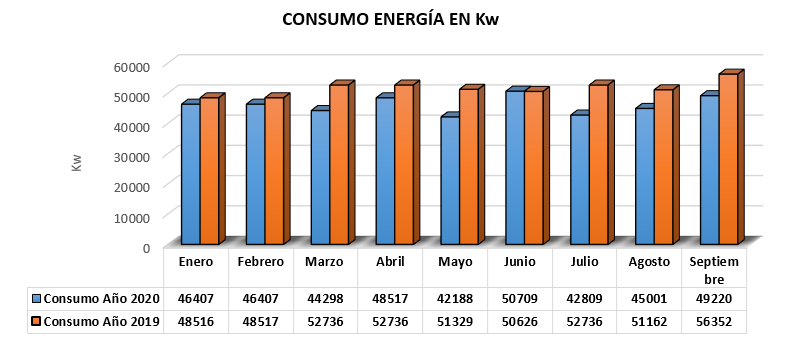 CONSUMO ENERGÍA EN Kw
60000
50000
40000
30000
20000
10000
0
Kw
Enero Febrero Marzo Abril Mayo Junio Julio Agosto Septiem
bre
Consumo Año 2020 46407 46407 44298 48517 42188 50709 42809 45001 49220
Consumo Año 2019 48516 48517 52736 52736 51329 50626 52736 51162 56352